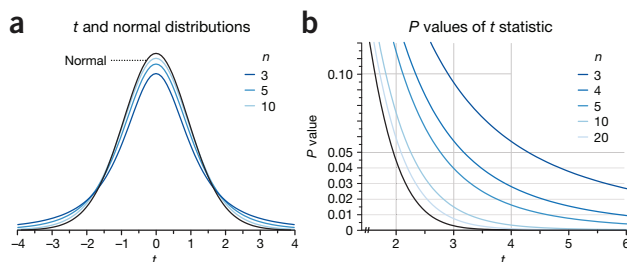 a
t and normal distributions
Normal
n
3
5
10
−4 −3 −2 −1 0 1 2 3 4
t
b
P values of t statistic
P value
0.10
0.05
0.04
0.03
0.02
0.01
0
n
3
4
5
10
20
2 3 4 5 6
t